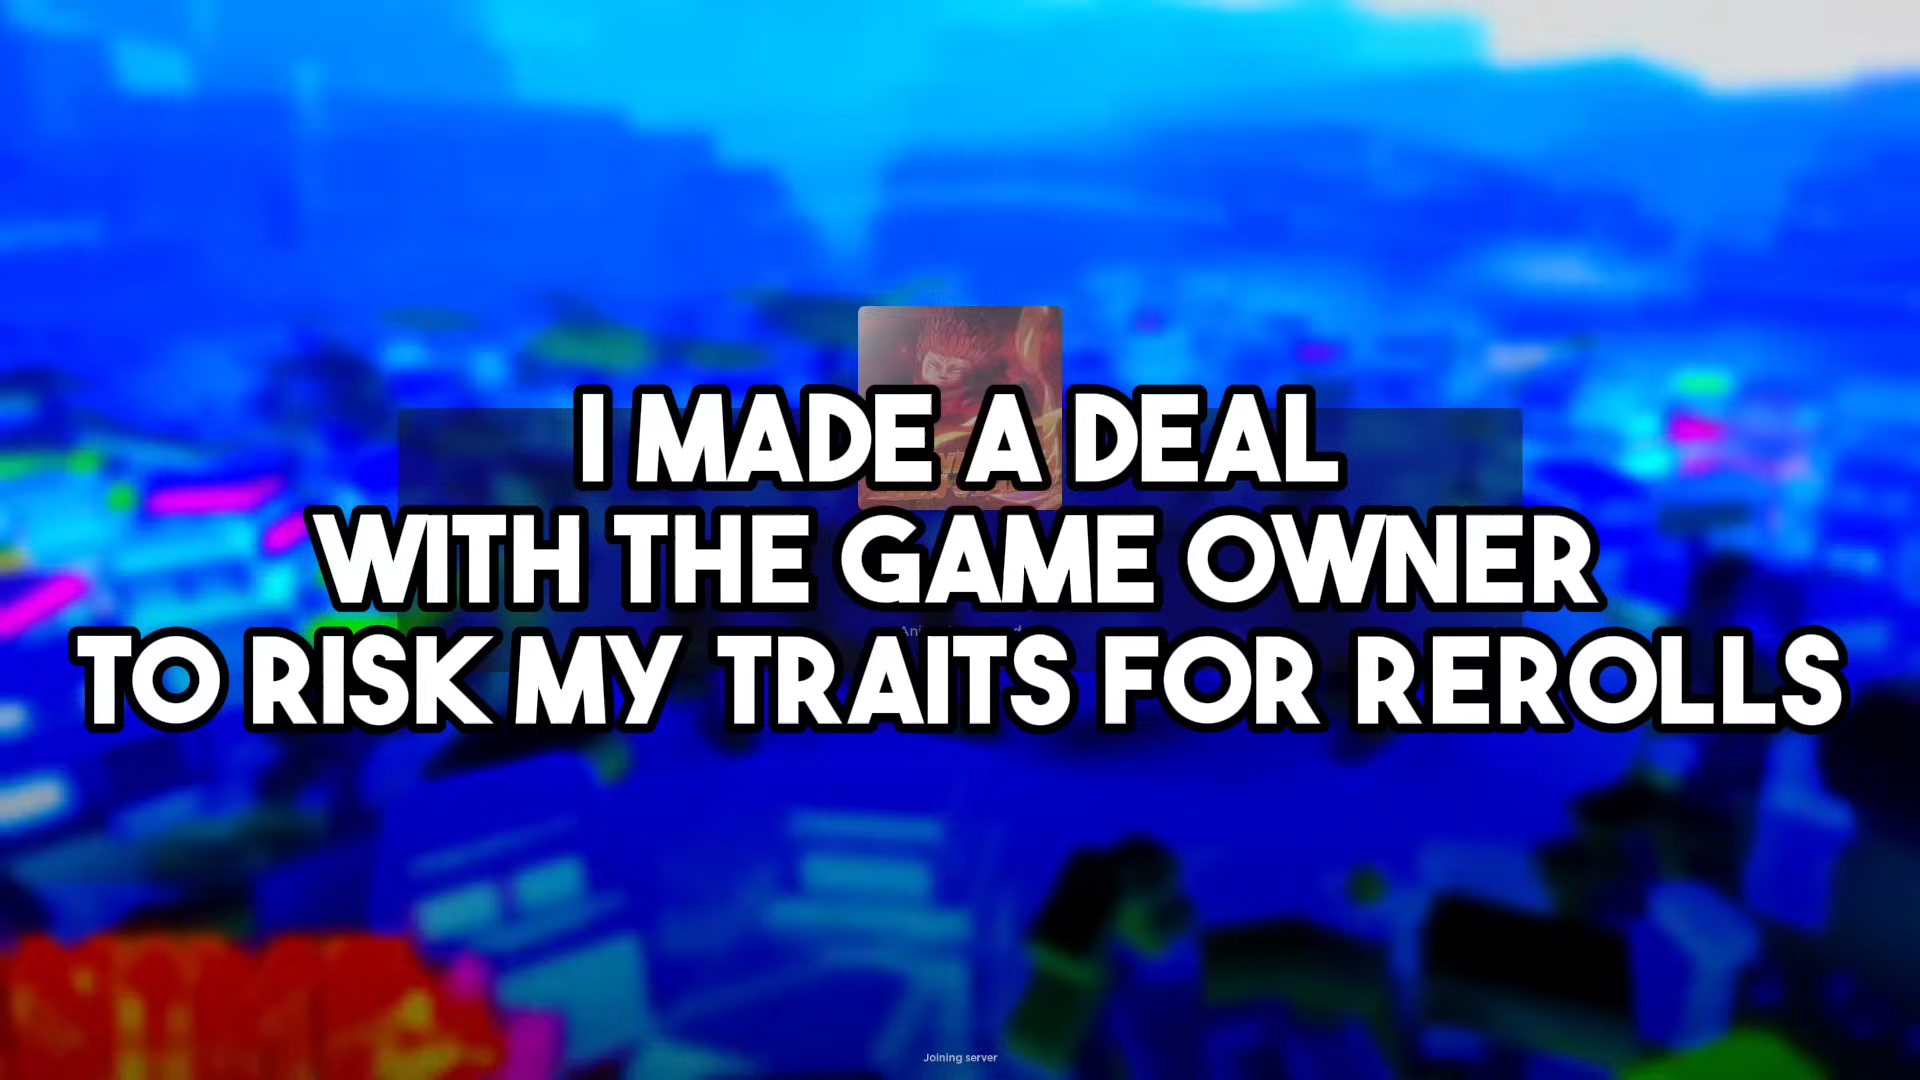 I MADE A DEAL
WITH THE GAME OWNER
TO RISK MY TRAITS FOR REROLLS
Joining server